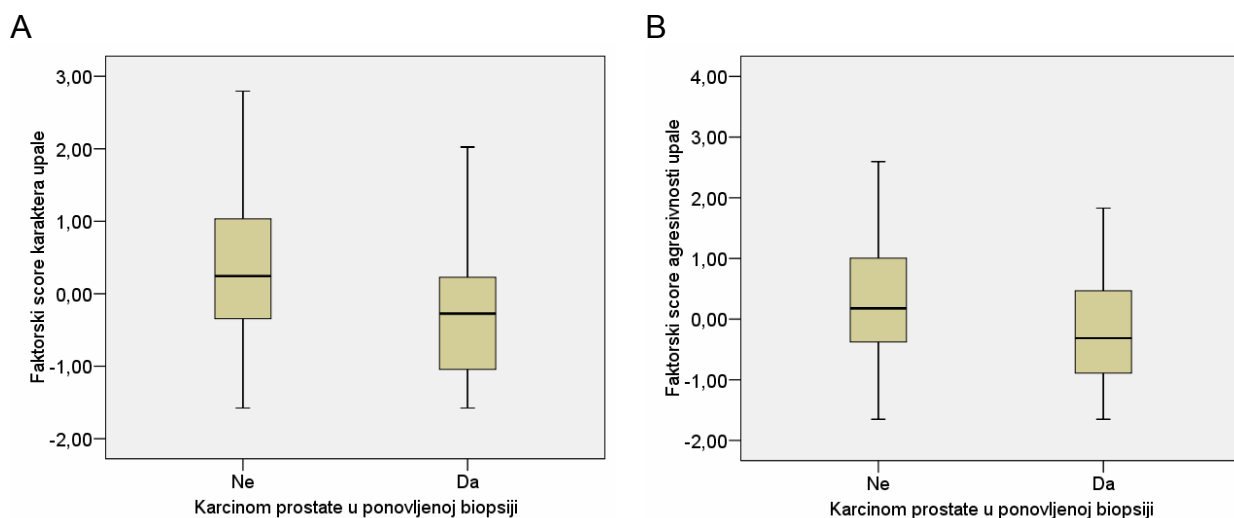 A
Faktorski score karaktera upale
3,00
2,00
1,00
0,00
-1,00
-2,00
Ne
Da
Karcinom prostate u ponovljenoj biopsiji
B
Faktorski score agresivnosti upale
4,00
3,00
2,00
1,00
0,00
-1,00
-2,00
Ne
Da
Karcinom prostate u ponovljenoj biopsiji